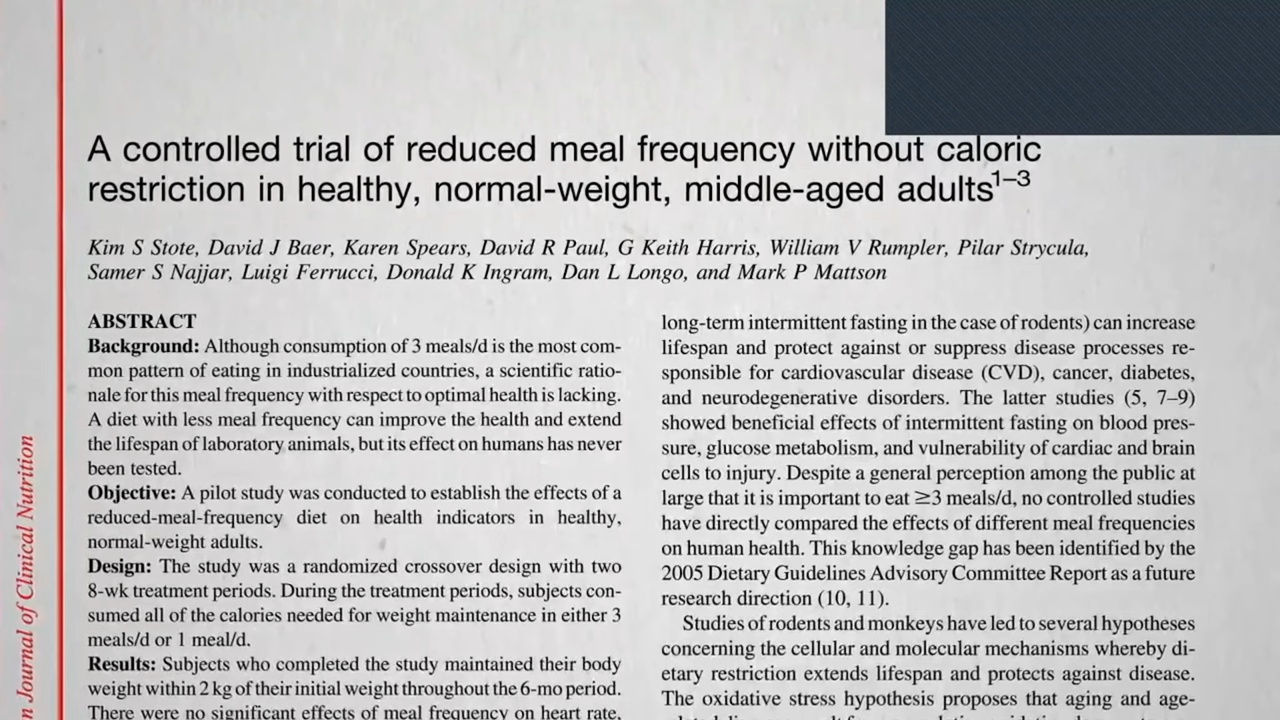 A controlled trial of reduced meal frequency without caloric
restriction in healthy, normal-weight, middle-aged adults1–3
Kim S Stote, David J Baer, Karen Spears, David R Paul, G Keith Harris, William V Rumpler, Pilar Strycula,
Samer S Najjar, Luigi Ferrucci, Donald K Ingram, Dan L Longo, and Mark P Mattson
ABSTRACT
Background: Although consumption of 3 meals/d is the most com-
mon pattern of eating in industrialized countries, a scientific ratio-
nale for this meal frequency with respect to optimal health is lacking.
A diet with less meal frequency can improve the health and extend
the lifespan of laboratory animals, but its effect on humans has never
been tested.
Objective: A pilot study was conducted to establish the effects of a
reduced-meal-frequency diet on health indicators in healthy,
normal-weight adults.
Design: The study was a randomized crossover design with two
8-wk treatment periods. During the treatment periods, subjects con-
sumed all of the calories needed for weight maintenance in either 3
meals/d or 1 meal/d.
Results: Subjects who completed the study maintained their body
weight within 2 kg of their initial weight throughout the 6-mo period.
There were no significant effects of meal frequency on heart rate,
long-term intermittent fasting in the case of rodents) can increase
lifespan and protect against or suppress disease processes re-
sponsible for cardiovascular disease (CVD), cancer, diabetes,
and neurodegenerative disorders. The latter studies (5, 7–9)
showed beneficial effects of intermittent fasting on blood pres-
sure, glucose metabolism, and vulnerability of cardiac and brain
cells to injury. Despite a general perception among the public at
large that it is important to eat ≥3 meals/d, no controlled studies
have directly compared the effects of different meal frequencies
on human health. This knowledge gap has been identified by the
2005 Dietary Guidelines Advisory Committee Report as a future
research direction (10, 11).
Studies of rodents and monkeys have led to several hypotheses
concerning the cellular and molecular mechanisms whereby di-
etary restriction extends lifespan and protects against disease.
The oxidative stress hypothesis proposes that aging and age-
Journal of Clinical Nutrition